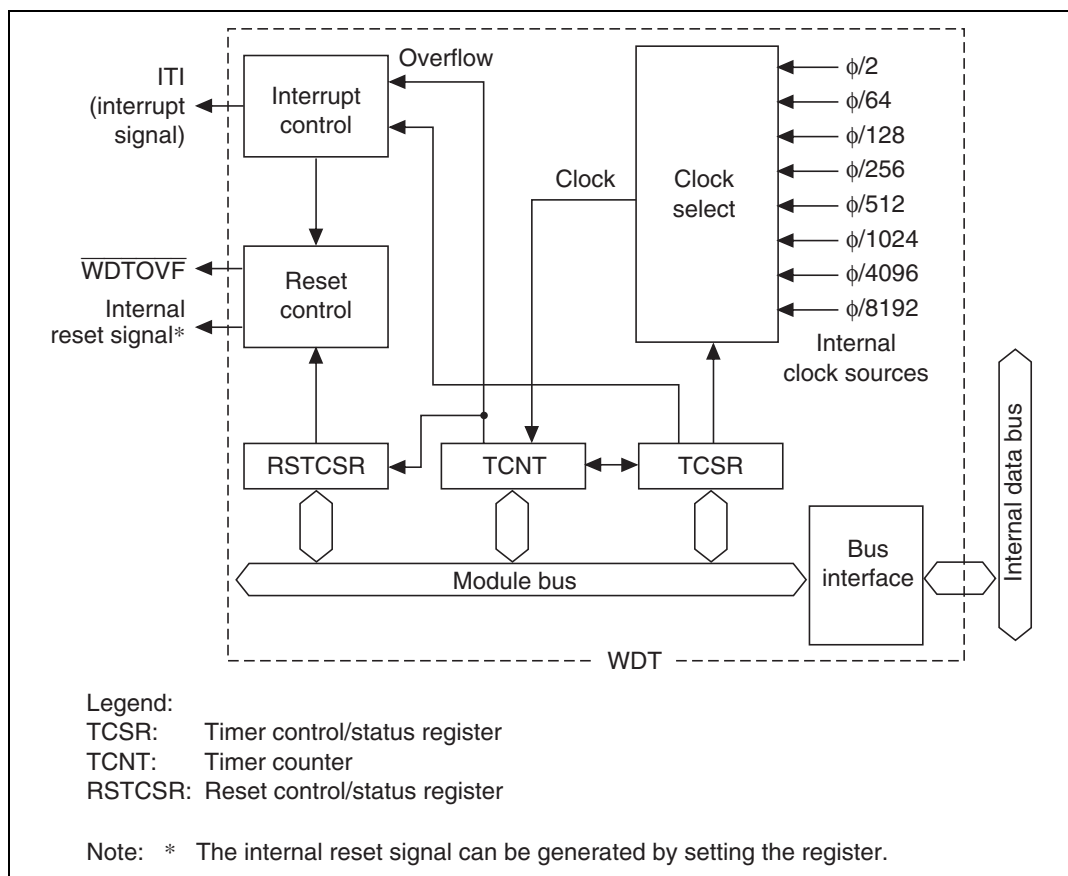 Overflow
ITI
(interrupt
signal)
Interrupt
control
Clock
Clock
select
ϕ/2
ϕ/64
ϕ/128
ϕ/256
ϕ/512
ϕ/1024
ϕ/4096
ϕ/8192
Internal
clock sources
WDTOVF
Internal
reset signal*
Reset
control
RSTCSR
TCNT
TCSR
Module bus
Bus
interface
Internal data bus
WDT
Legend:
TCSR: Timer control/status register
TCNT: Timer counter
RSTCSR: Reset control/status register
Note: * The internal reset signal can be generated by setting the register.